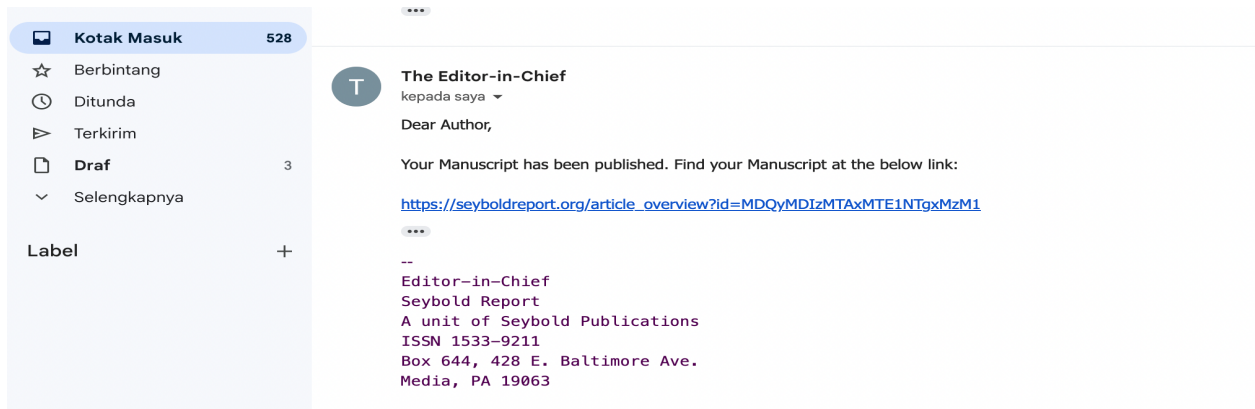 Kotak Masuk 528
Berbintang
Ditunda
Terkirim
Draf 3
Selengkapnya
Label
T
The Editor-in-Chief
kepada saya
Dear Author,
Your Manuscript has been published. Find your Manuscript at the below link:
https://seyboldreport.org/article_overview?id=MDQyMDIzMTAxMTE1NTgxMzM1
--
Editor-in-Chief
Seybold Report
A unit of Seybold Publications
ISSN 1533-9211
Box 644, 428 E. Baltimore Ave.
Media, PA 19063